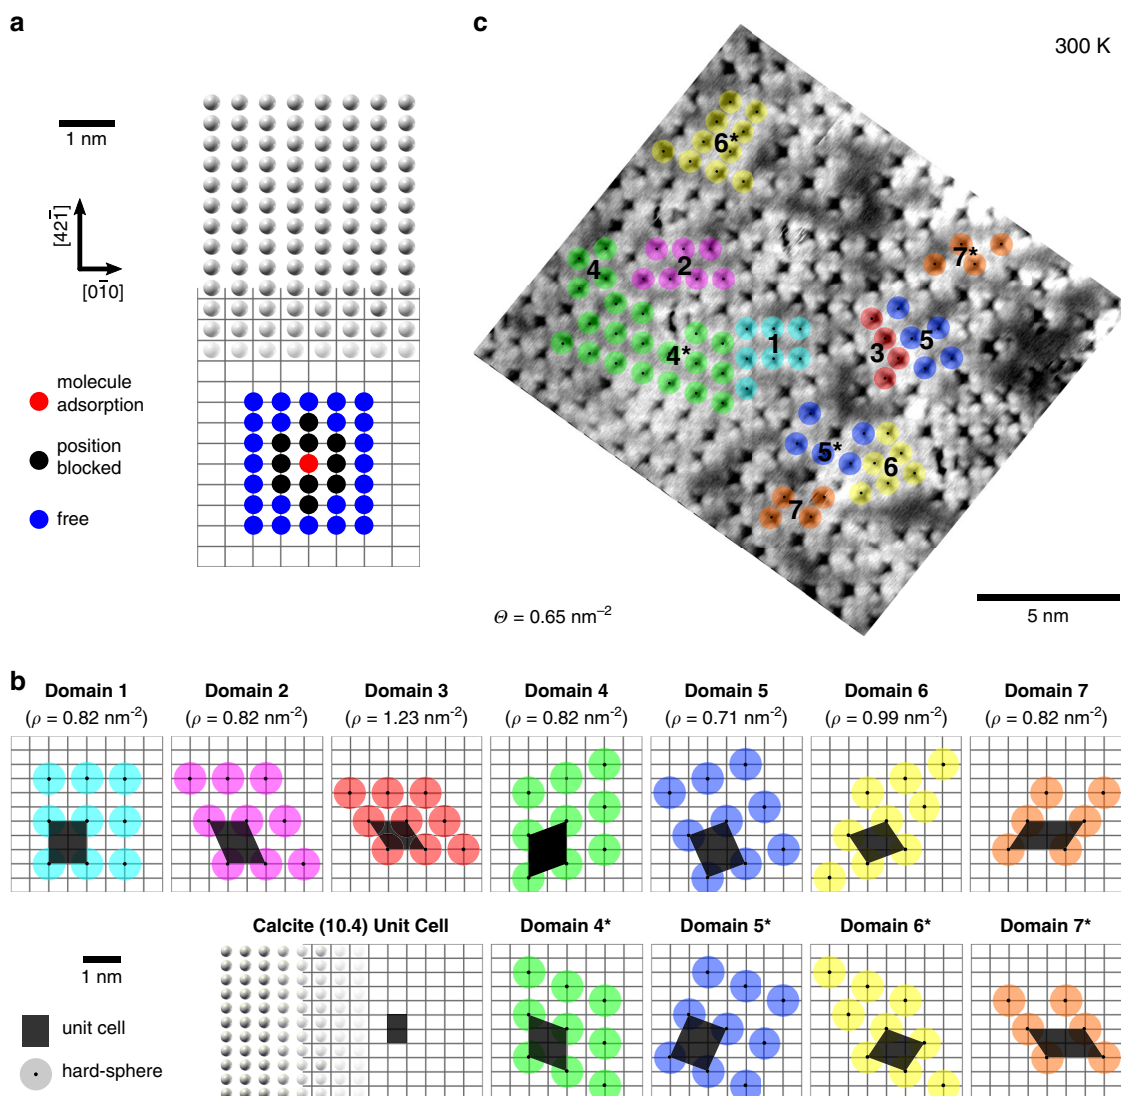 a
1 nm
[421̄]
[01̄0]
molecule
adsorption
position
blocked
free
c
300 K
6*
4
2
7*
4*
1
3
5
5*
6
7
Θ = 0.65 nm⁻²
5 nm
b
Domain 1
(ρ = 0.82 nm⁻²)
Domain 2
(ρ = 0.82 nm⁻²)
Domain 3
(ρ = 1.23 nm⁻²)
Domain 4
(ρ = 0.82 nm⁻²)
Domain 5
(ρ = 0.71 nm⁻²)
Domain 6
(ρ = 0.99 nm⁻²)
Domain 7
(ρ = 0.82 nm⁻²)
Calcite (10.4) Unit Cell
Domain 4*
Domain 5*
Domain 6*
Domain 7*
1 nm
unit cell
hard-sphere